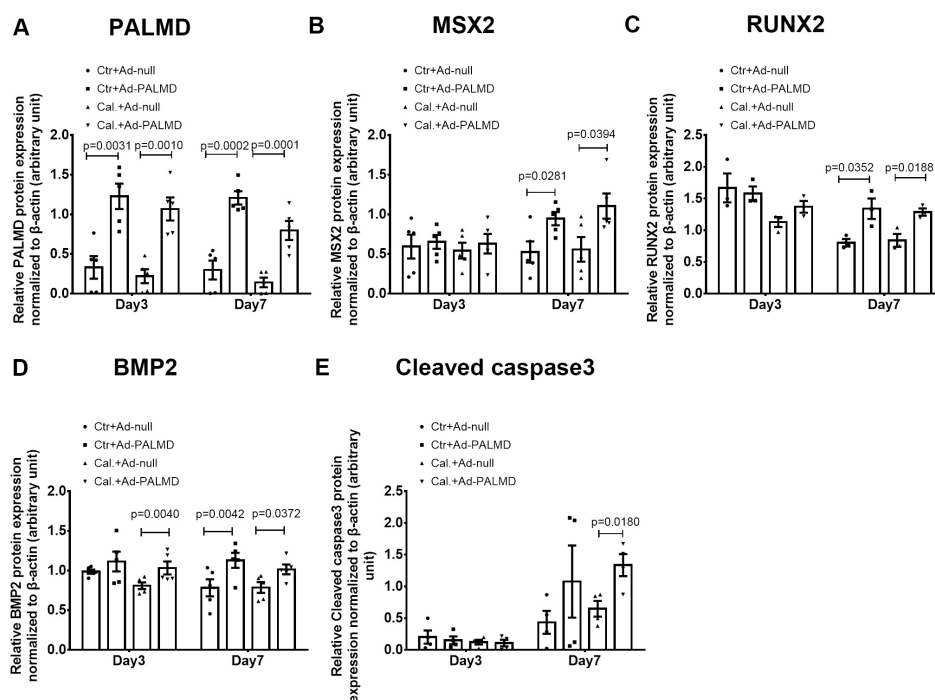 A PALMD
Ctr+Ad-null
Ctr+Ad-PALMD
Cal.+Ad-null
Cal.+Ad-PALMD
Relative PALMD protein expression
normalized to β-actin (arbitrary unit)
2.0
1.5
1.0
0.5
0.0
p=0.0031
p=0.0010
p=0.0002
p=0.0001
Day3
Day7
B MSX2
Ctr+Ad-null
Ctr+Ad-PALMD
Cal.+Ad-null
Cal.+Ad-PALMD
Relative MSX2 protein expression
normalized to β-actin (arbitrary unit)
2.0
1.5
1.0
0.5
0.0
p=0.0281
p=0.0394
Day3
Day7
C RUNX2
Ctr+Ad-null
Ctr+Ad-PALMD
Cal.+Ad-null
Cal.+Ad-PALMD
Relative RUNX2 protein expression
normalized to β-actin (arbitrary unit)
2.5
2.0
1.5
1.0
0.5
0.0
p=0.0352
p=0.0188
Day3
Day7
D BMP2
Ctr+Ad-null
Ctr+Ad-PALMD
Cal.+Ad-null
Cal.+Ad-PALMD
Relative BMP2 protein expression
normalized to β-actin (arbitrary unit)
2.0
1.5
1.0
0.5
0.0
p=0.0040
p=0.0042
p=0.0372
Day3
Day7
E Cleaved caspase3
Ctr+Ad-null
Ctr+Ad-PALMD
Cal.+Ad-null
Cal.+Ad-PALMD
Relative Cleaved caspase3 protein
expression normalized to β-actin (arbitrary
unit)
2.5
2.0
1.5
1.0
0.5
0.0
p=0.0180
Day3
Day7